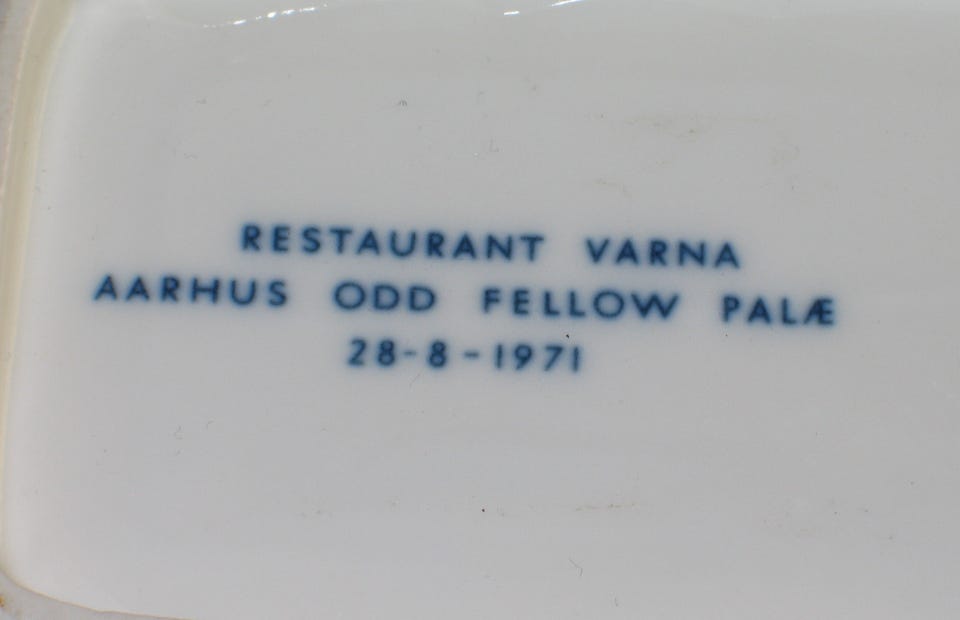 RESTAURANT VARNA
AARHUS ODD FELLOW PALÆ
28-8-1971